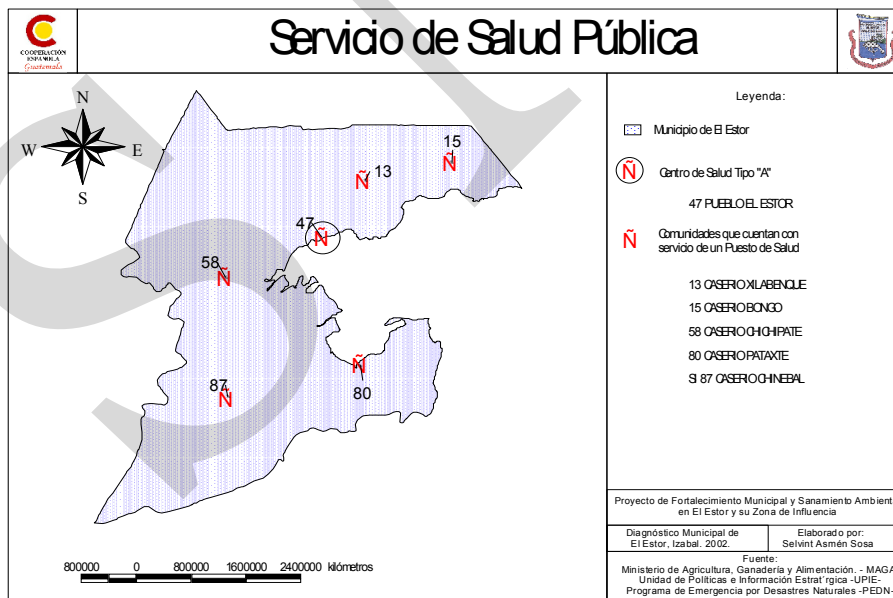 COOPERACIÓN
ESPAÑOLA
Guatemala
Servicio de Salud Pública
N
W E
S
15
13
47
58
87
80
800000 0 800000 1600000 2400000 kilómetros
Leyenda:
Municipio de El Estor
Ñ Centro de Salud Tipo "A"
47 PUEBLO EL ESTOR
Ñ Comunidades que cuentan con
servicio de un Puesto de Salud
13 CASERIO XILABENQUE
15 CASERIO BONGO
58 CASERIO CHICHIPATE
80 CASERIO PATAXTE
SI 87 CASERIO CHINEBAL
Proyecto de Fortalecimiento Municipal y Sanamiento Ambient
en El Estor y su Zona de Influencia
Diagnóstico Municipal de
El Estor, Izabal. 2002.
Elaborado por:
Selvint Asmén Sosa
Fuente:
Ministerio de Agricultura, Ganadería y Alimentación. - MAGA
Unidad de Políticas e Información Estrat´rgica -UPIE-
Programa de Emergencia por Desastres Naturales -PEDN-